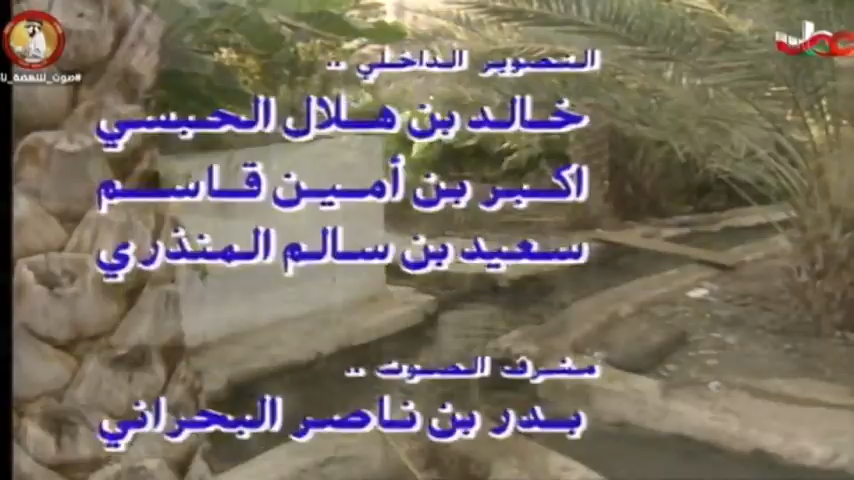 التصوير الداخلي ..
خالد بن هلال الحبسي
اكبر بن أمين قاسم
سعيد بن سالم المنذري
مشرف الصوت ..
بدر بن ناصر البحراني
عمان